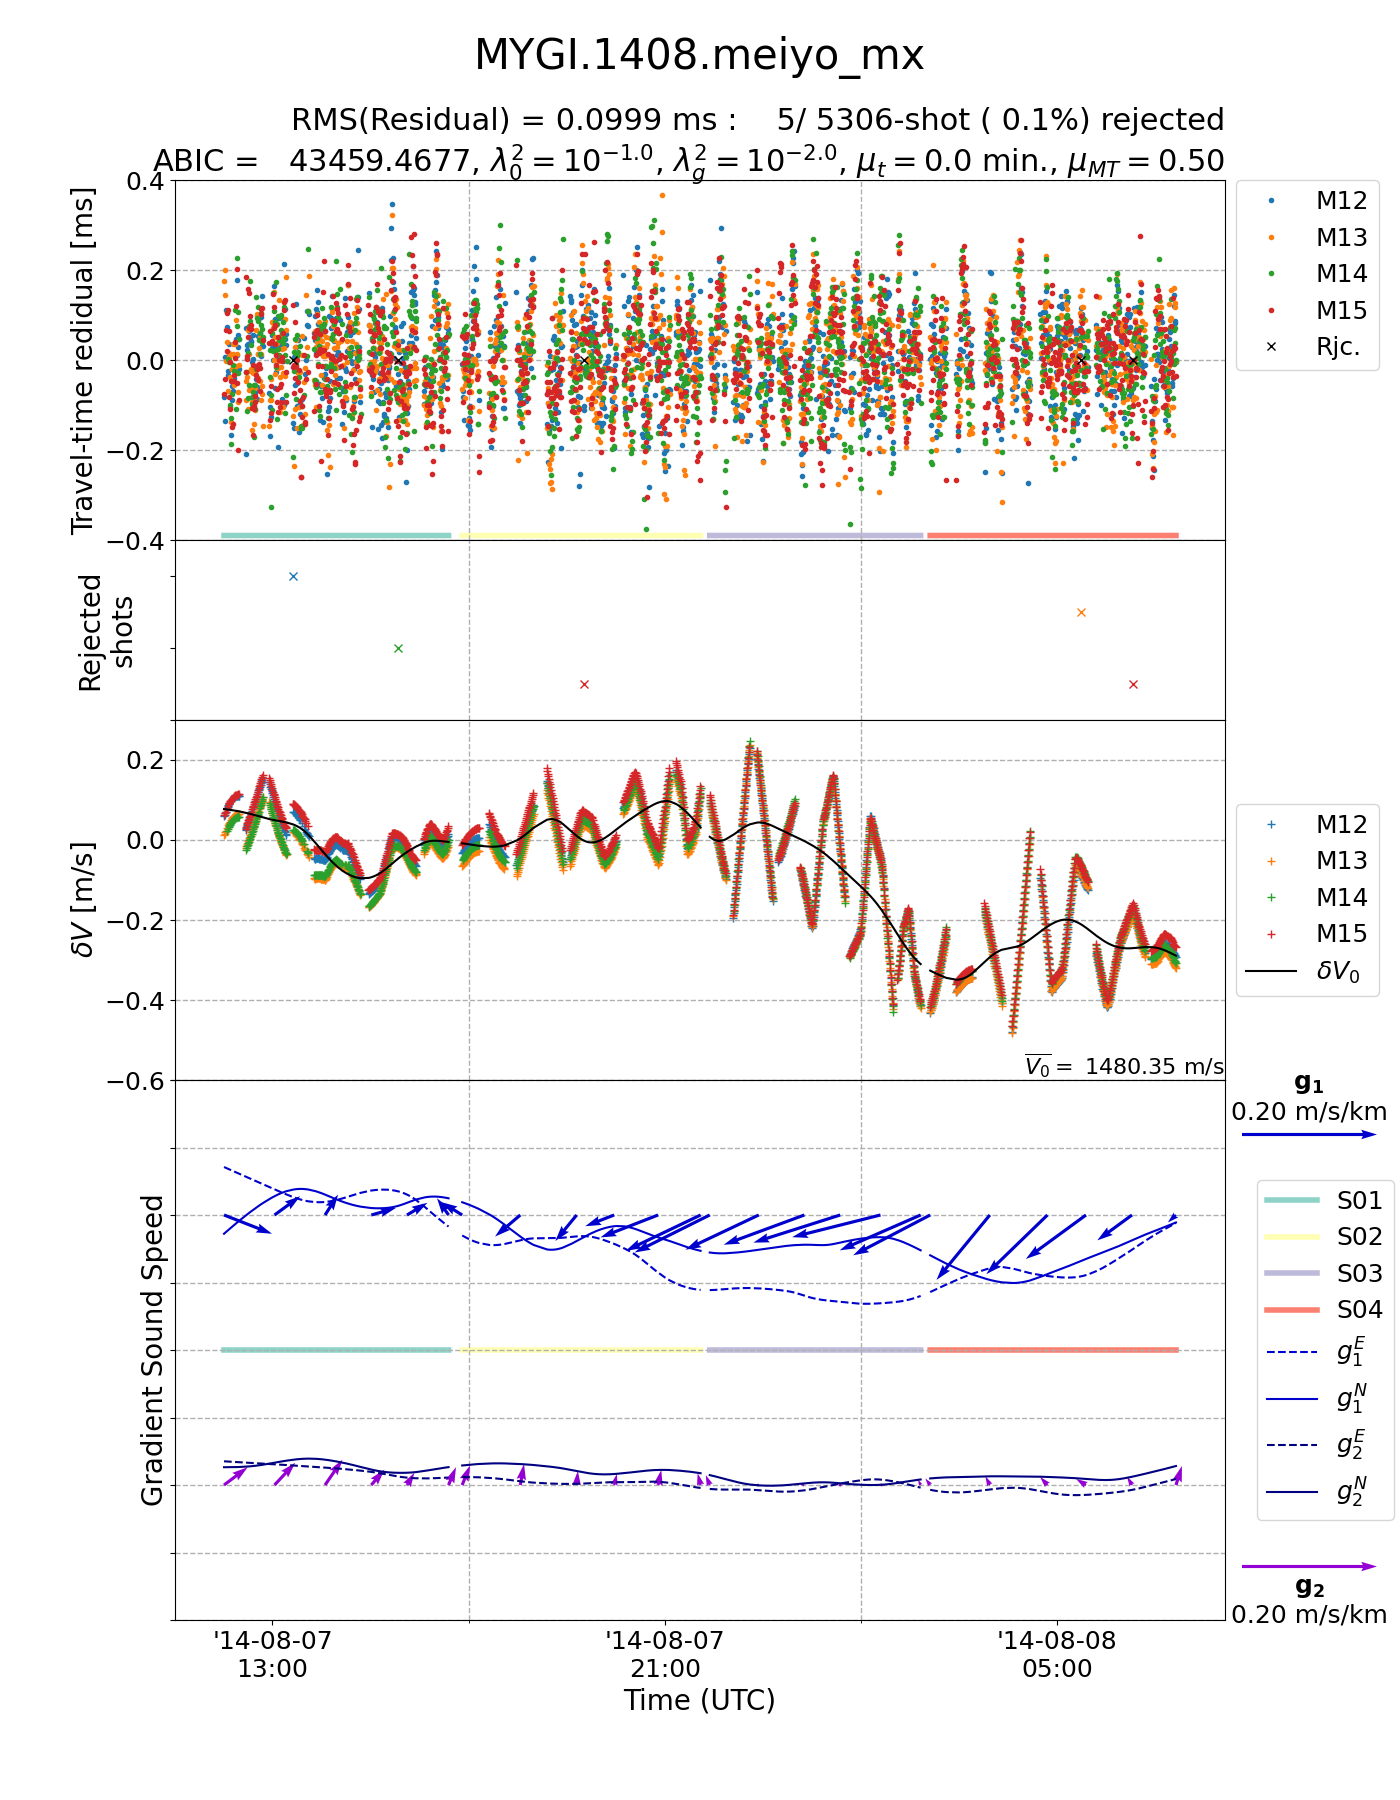 MYGI.1408.meiyo_mx
RMS(Residual) = 0.0999 ms :    5/ 5306-shot ( 0.1%) rejected
ABIC =   43459.4677, λ₀² = 10⁻¹·⁰, λg² = 10⁻²·⁰, μt = 0.0 min., μMT = 0.50
Travel-time redidual [ms]
0.4
0.2
0.0
−0.2
−0.4
M12
M13
M14
M15
Rjc.
Rejected
shots
δV [m/s]
0.2
0.0
−0.2
−0.4
−0.6
V̅₀ = 1480.35 m/s
M12
M13
M14
M15
δV₀
Gradient Sound Speed
g₁
0.20 m/s/km
S01
S02
S03
S04
g₁ᴱ
g₁ᴺ
g₂ᴱ
g₂ᴺ
g₂
0.20 m/s/km
'14-08-07
13:00
'14-08-07
21:00
'14-08-08
05:00
Time (UTC)